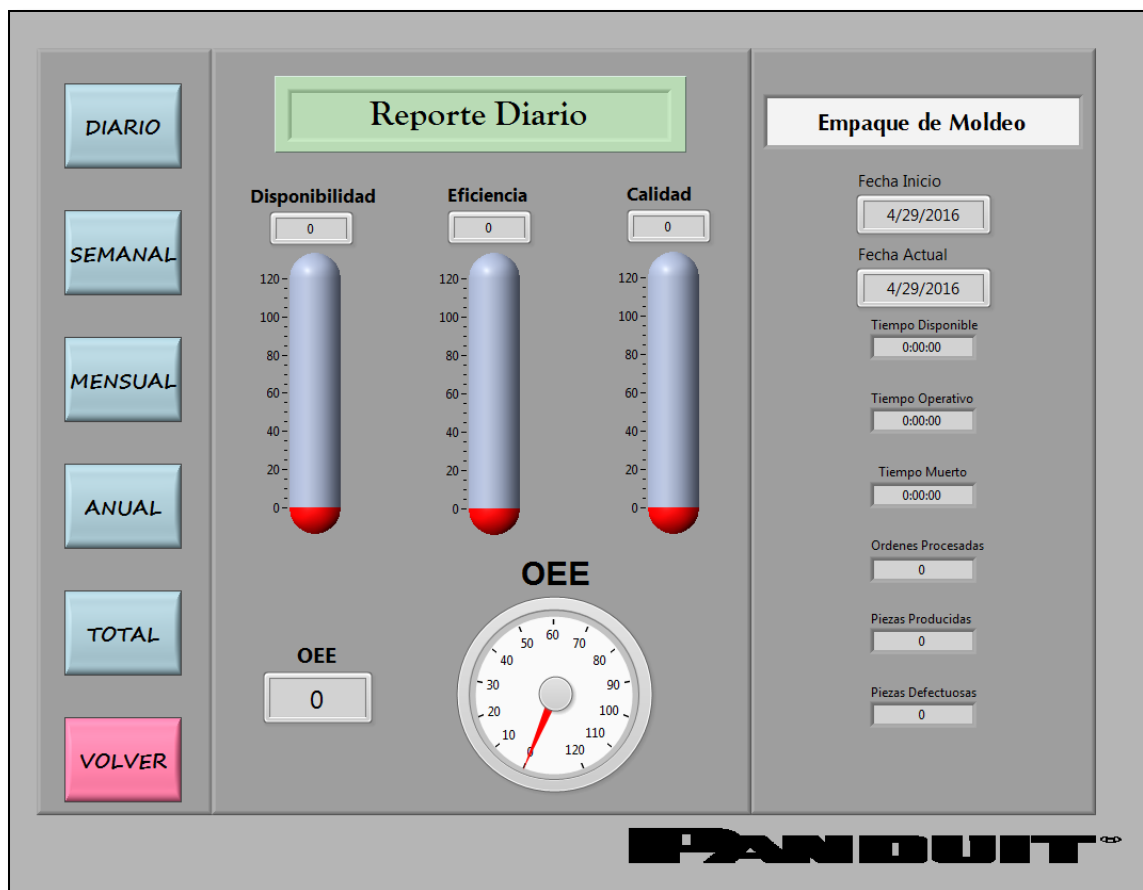 DIARIO
SEMANAL
MENSUAL
ANUAL
TOTAL
VOLVER
Reporte Diario
Disponibilidad
0
120
100
80
60
40
20
0
Eficiencia
0
120
100
80
60
40
20
0
Calidad
0
120
100
80
60
40
20
0
OEE
OEE
0
0
10
20
30
40
50
60
70
80
90
100
110
120
Empaque de Moldeo
Fecha Inicio
4/29/2016
Fecha Actual
4/29/2016
Tiempo Disponible
0:00:00
Tiempo Operativo
0:00:00
Tiempo Muerto
0:00:00
Ordenes Procesadas
0
Piezas Producidas
0
Piezas Defectuosas
0
PANDUIT